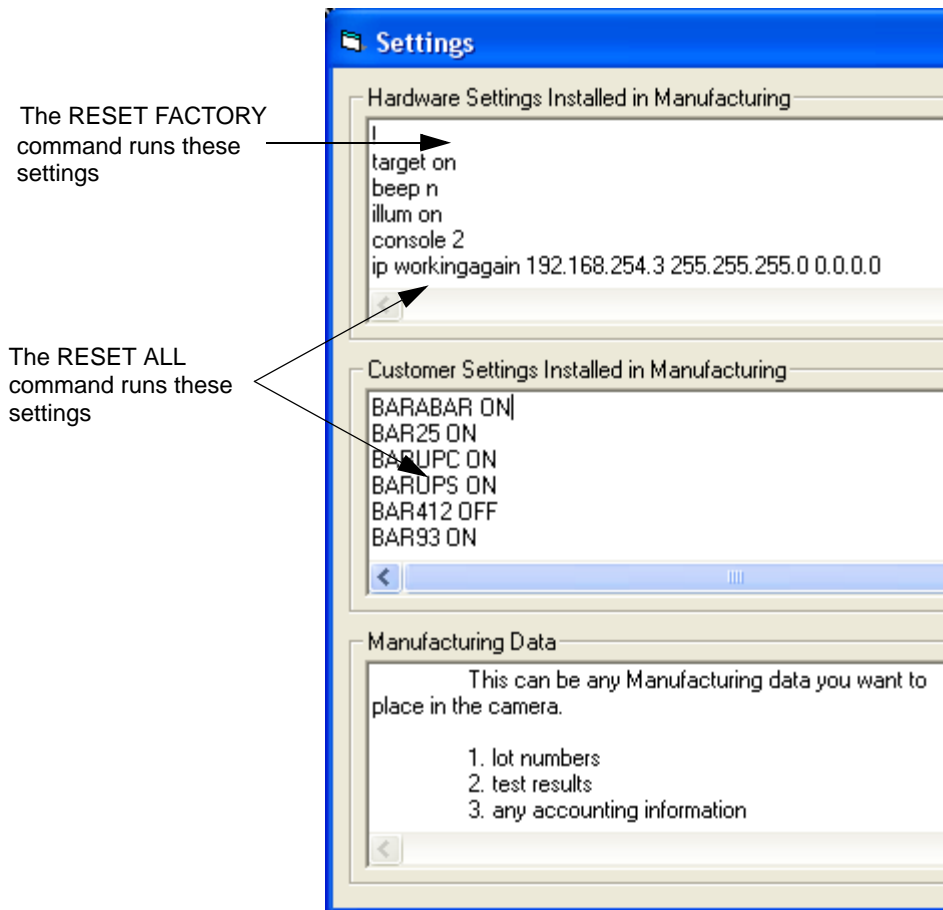 Settings
The RESET FACTORY
command runs these
settings
Hardware Settings Installed in Manufacturing
!
target on
beep n
illum on
console 2
ip workingagain 192.168.254.3 255.255.255.0 0.0.0.0
The RESET ALL
command runs these
settings
Customer Settings Installed in Manufacturing
BARABAR ON
BAR25 ON
BARUPC ON
BARUPS ON
BAR412 OFF
BAR93 ON
Manufacturing Data
This can be any Manufacturing data you want to
place in the camera.
1. lot numbers
2. test results
3. any accounting information